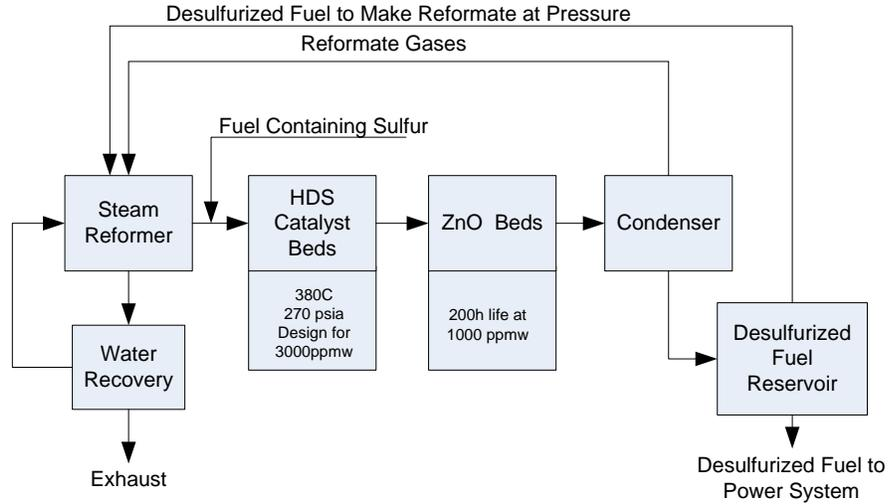 Desulfurized Fuel to Make Reformate at Pressure
Reformate Gases
Fuel Containing Sulfur
Steam
Reformer
HDS
Catalyst
Beds
ZnO Beds
Condenser
380C
270 psia
Design for
3000ppmw
200h life at
1000 ppmw
Water
Recovery
Desulfurized
Fuel
Reservoir
Exhaust
Desulfurized Fuel to
Power System